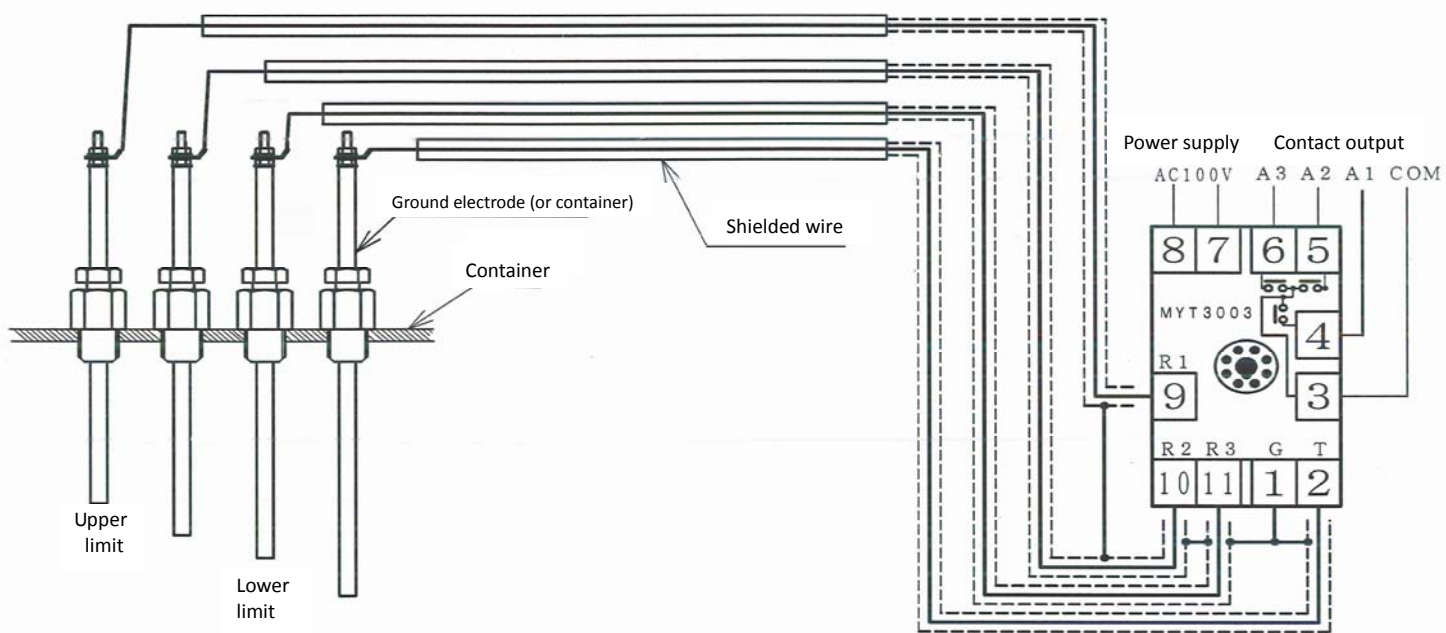 Power supply Contact output
AC100V A3 A2 A1 COM
Ground electrode (or container)
Shielded wire
Container
8 7 6 5
MYT3003
4
R1
9 3
R2 R3 G T
10 11 1 2
Upper
limit
Lower
limit